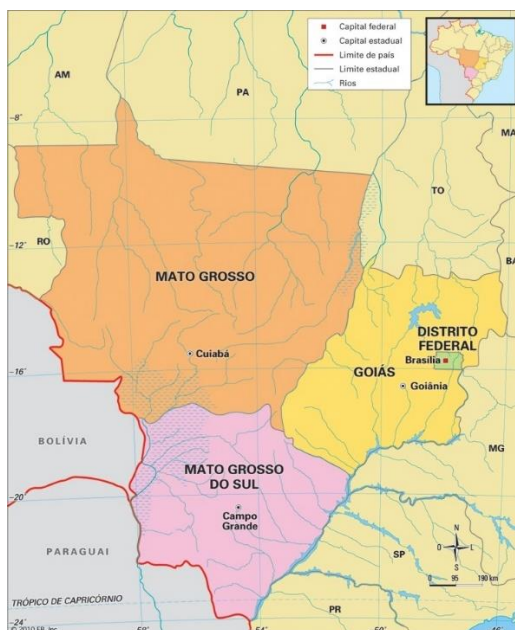 Capital federal
Capital estadual
Limite de país
Limite estadual
Rios
AM
PA
MA
-8
TO
RO
BA
-12
MATO GROSSO
DISTRITO
FEDERAL
Brasília
Cuiabá
GOIÁS
Goiânia
-16
BOLÍVIA
MG
MATO GROSSO
DO SUL
-20
Campo
Grande
N
O
L
S
SP
PARAGUAI
0 95 190 km
TRÓPICO DE CAPRICÓRNIO
PR
-24